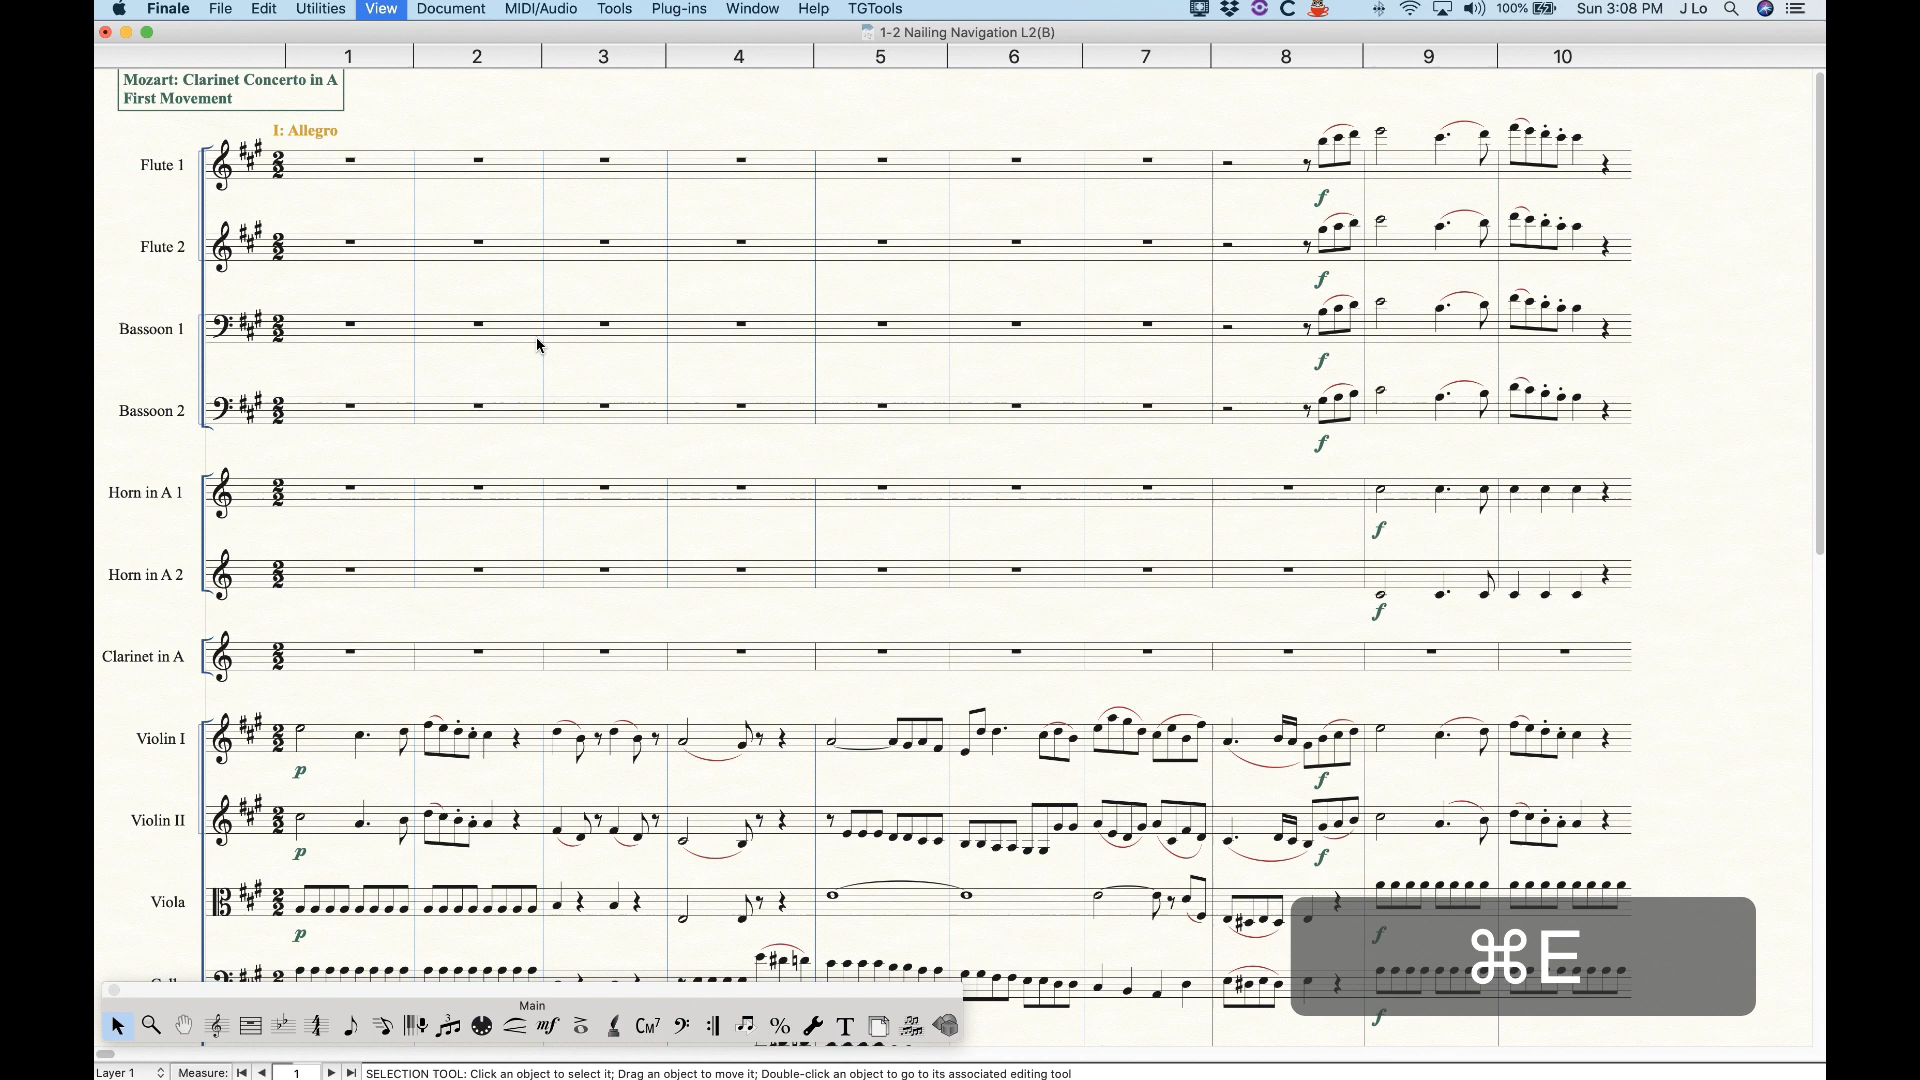 Finale File Edit Utilities View Document MIDI/Audio Tools Plug-ins Window Help TGTools 100% Sun 3:08 PM J Lo
1-2 Nailing Navigation L2(B)
1 2 3 4 5 6 7 8 9 10
Mozart: Clarinet Concerto in A
First Movement
I: Allegro
Flute 1
f
Flute 2
f
Bassoon 1
f
Bassoon 2
f
Horn in A 1
f
Horn in A 2
f
Clarinet in A
Violin I
p f
Violin II
p f
Viola
p f
⌘E
f
Main
mf CM7 % T
Layer 1 Measure: 1 SELECTION TOOL: Click an object to select it; Drag an object to move it; Double-click an object to go to its associated editing tool